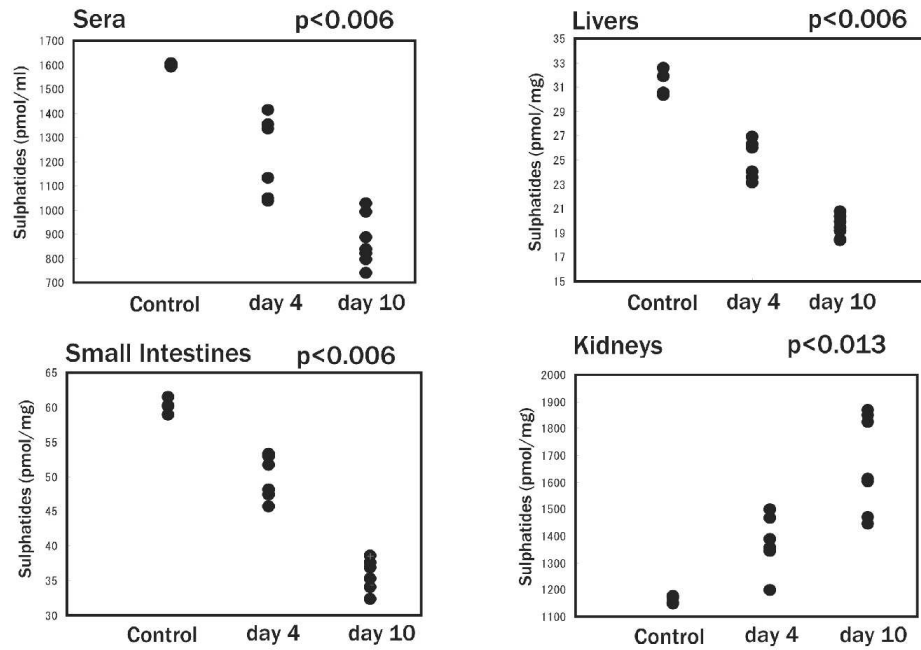 Sera
p<0.006
Sulphatides (pmol/ml)
1700
1600
1500
1400
1300
1200
1100
1000
900
800
700
Control
day 4
day 10
Livers
p<0.006
Sulphatides (pmol/mg)
35
33
31
29
27
25
23
21
19
17
15
Control
day 4
day 10
Small Intestines
p<0.006
Sulphatides (pmol/mg)
65
60
55
50
45
40
35
30
Control
day 4
day 10
Kidneys
p<0.013
Sulphatides (pmol/mg)
2000
1900
1800
1700
1600
1500
1400
1300
1200
1100
Control
day 4
day 10